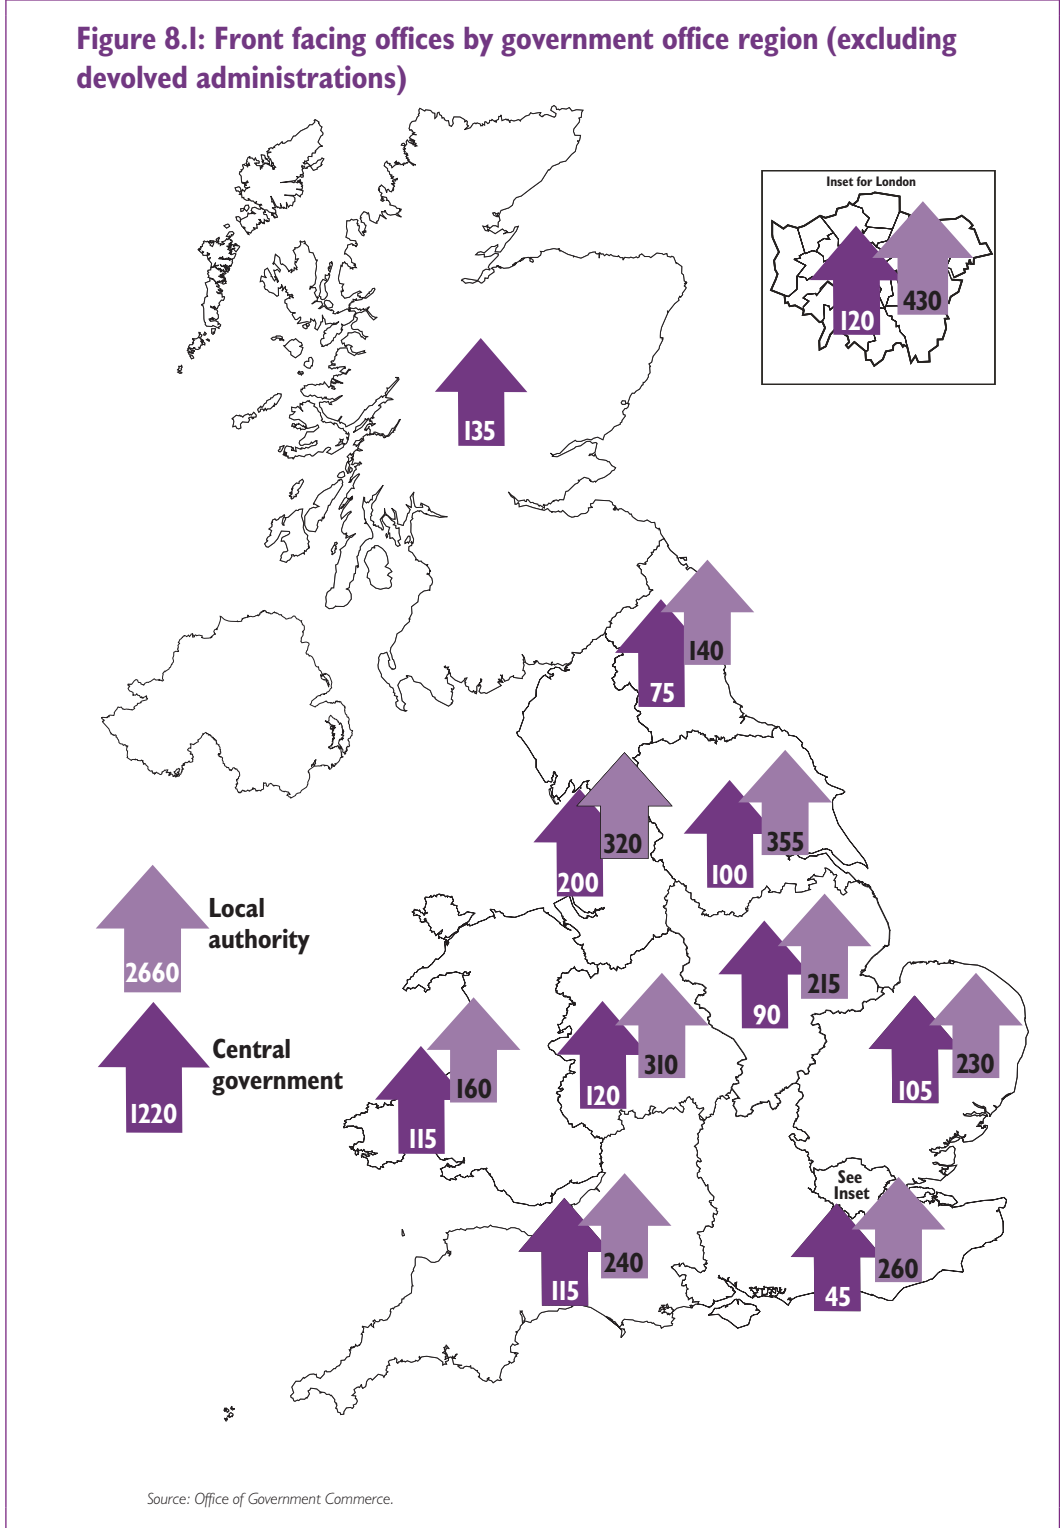 Figure 8.1: Front facing offices by government office region (excluding
devolved administrations)
Inset for London
430
120
135
140
75
320
200
355
100
215
90
Local
authority
2660
Central
government
1220
160
115
310
120
230
105
See
Inset
240
115
260
45
Source: Office of Government Commerce.